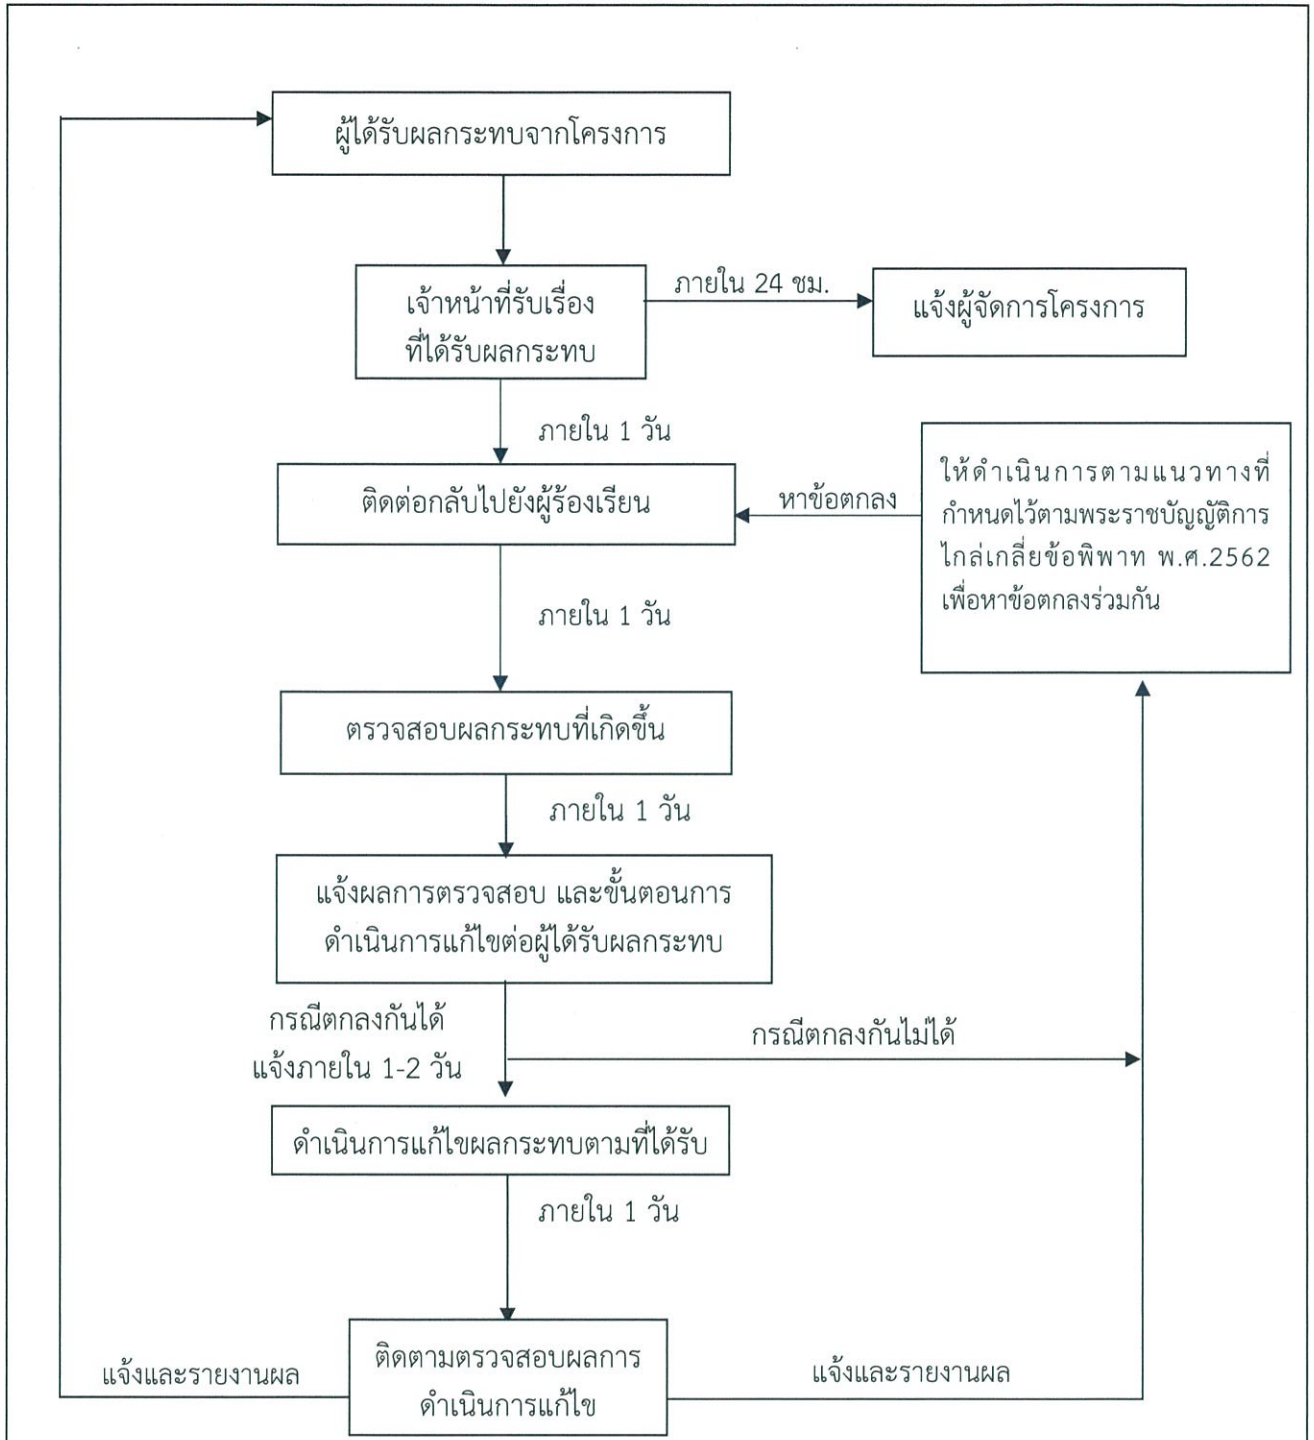 ผู้ได้รับผลกระทบจากโครงการ
เจ้าหน้าที่รับเรื่อง
ที่ได้รับผลกระทบ
ภายใน 24 ชม.
แจ้งผู้จัดการโครงการ
ภายใน 1 วัน
ติดต่อกลับไปยังผู้ร้องเรียน
หาข้อตกลง
ให้ดำเนินการตามแนวทางที่
กำหนดไว้ตามพระราชบัญญัติการ
ไกล่เกลี่ยข้อพิพาท พ.ศ.2562
เพื่อหาข้อตกลงร่วมกัน
ภายใน 1 วัน
ตรวจสอบผลกระทบที่เกิดขึ้น
ภายใน 1 วัน
แจ้งผลการตรวจสอบ และขั้นตอนการ
ดำเนินการแก้ไขต่อผู้ได้รับผลกระทบ
กรณีตกลงกันได้
แจ้งภายใน 1-2 วัน
กรณีตกลงกันไม่ได้
ดำเนินการแก้ไขผลกระทบตามที่ได้รับ
ภายใน 1 วัน
ติดตามตรวจสอบผลการ
ดำเนินการแก้ไข
แจ้งและรายงานผล
แจ้งและรายงานผล